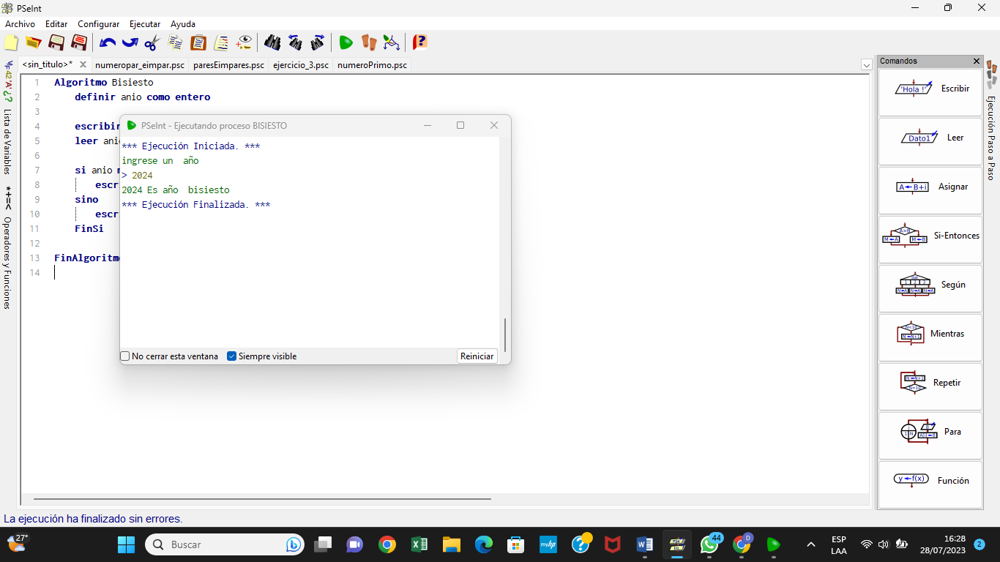 PSeInt
Archivo Editar Configurar Ejecutar Ayuda
<sin_titulo>* numeropar_eimpar.psc paresEimpares.psc ejercicio_3.psc numeroPrimo.psc
Lista de Variables
Operadores y Funciones
1 Algoritmo Bisiesto
2 definir anio como entero
3
4 escribir
5 leer anio
6
7 si anio
8 escr
9 sino
10 escr
11 FinSi
12
13 FinAlgoritmo
14
PSeInt - Ejecutando proceso BISIESTO
*** Ejecución Iniciada. ***
ingrese un año
> 2024
2024 Es año bisiesto
*** Ejecución Finalizada. ***
No cerrar esta ventana Siempre visible Reiniciar
Comandos
'Hola !' Escribir
Dato1 Leer
A←B+i Asignar
A>B M←A M←B Si-Entonces
Según
Mientras
Repetir
Para
y←f(x) Función
Ejecución Paso a Paso
La ejecución ha finalizado sin errores.
27°
Buscar
44
D
ESP
LAA
16:28
28/07/2023
2